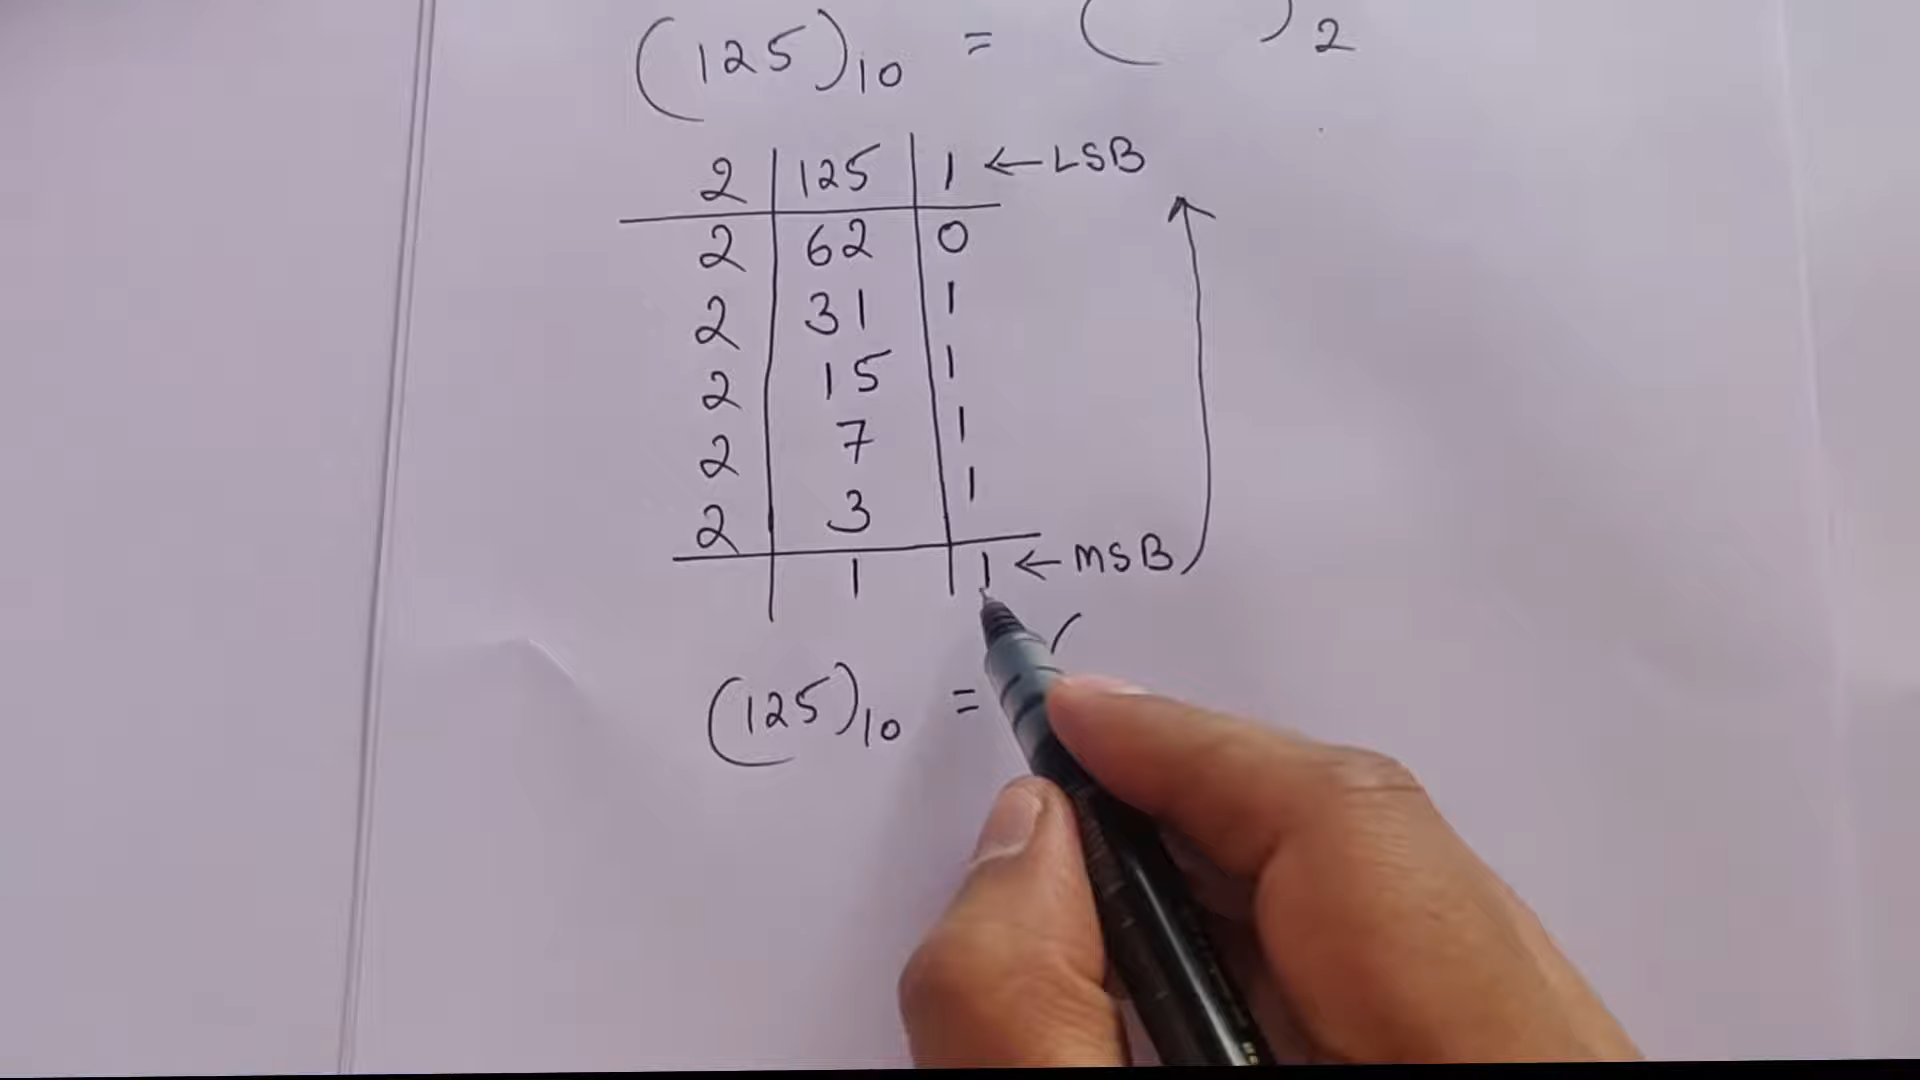 (125)10 = ( )2
2 | 125 | 1 ← LSB
2 | 62 | 0
2 | 31 | 1
2 | 15 | 1
2 | 7 | 1
2 | 3 | 1
1 | 1 ← MSB
(125)10 = (